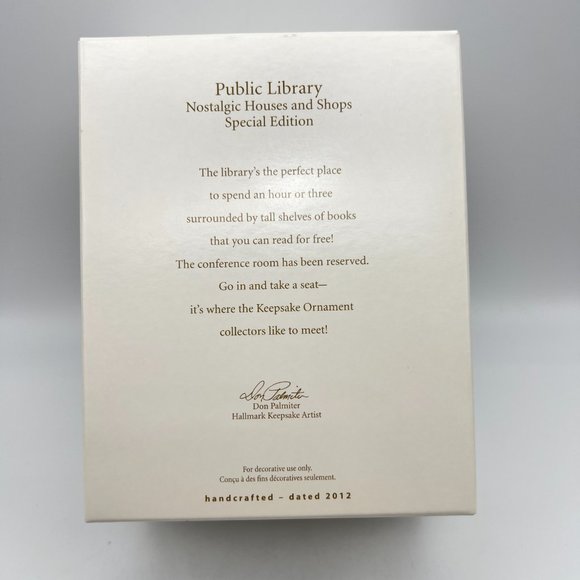 Public Library
Nostalgic Houses and Shops
Special Edition
The library's the perfect place
to spend an hour or three
surrounded by tall shelves of books
that you can read for free!
The conference room has been reserved.
Go in and take a seat—
it's where the Keepsake Ornament
collectors like to meet!
Don Palmiter
Don Palmiter
Hallmark Keepsake Artist
For decorative use only.
Conçu à des fins décoratives seulement.
handcrafted – dated 2012